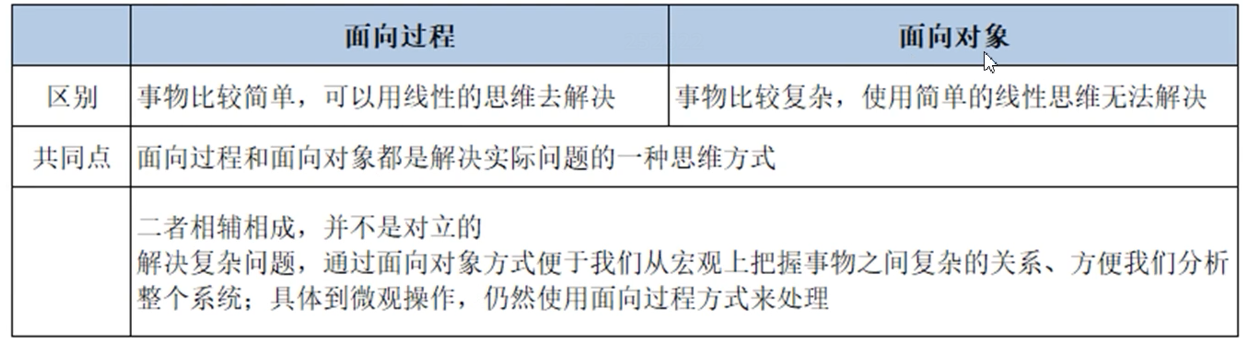 面向过程 面向对象
区别 事物比较简单，可以用线性的思维去解决 事物比较复杂，使用简单的线性思维无法解决
共同点 面向过程和面向对象都是解决实际问题的一种思维方式
二者相辅相成，并不是对立的
解决复杂问题，通过面向对象方式便于我们从宏观上把握事物之间复杂的关系、方便我们分析
整个系统；具体到微观操作，仍然使用面向过程方式来处理